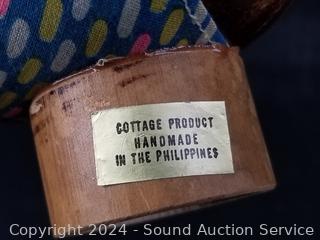 COTTAGE PRODUCT
HANDMADE
IN THE PHILIPPINES
Copyright 2024 - Sound Auction Service